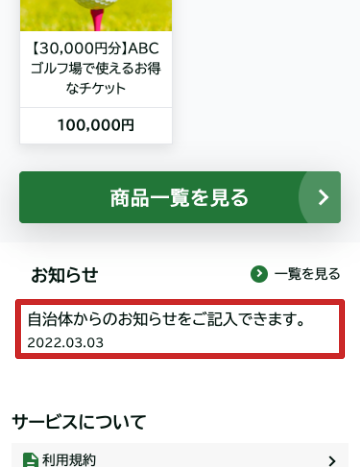 【30,000円分】ABC
ゴルフ場で使えるお得
なチケット
100,000円
商品一覧を見る
お知らせ
一覧を見る
自治体からのお知らせをご記入できます。
2022.03.03
サービスについて
利用規約